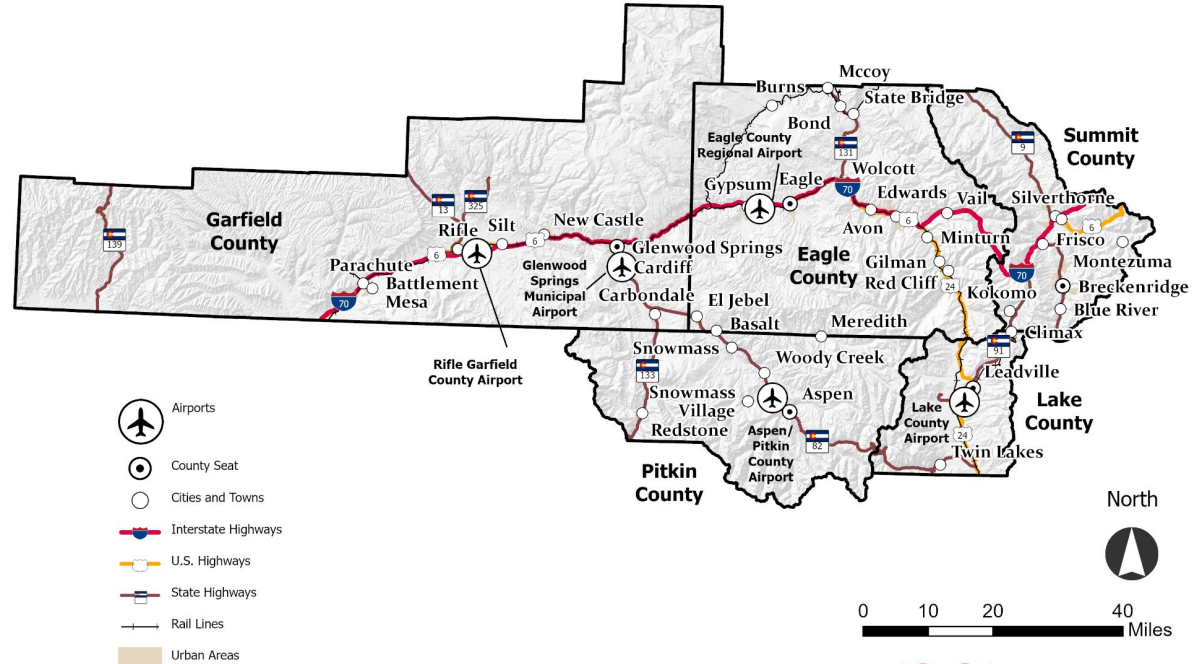 Mccoy
Burns
State Bridge
Bond
Eagle County
Regional Airport
131
9
Summit
County
Wolcott
70
Gypsum
Eagle
Edwards
Vail
Silverthorne
13
325
Garfield
County
139
Rifle
Silt
New Castle
6
6
Avon
6
6
Minturn
Frisco
Glenwood Springs
Eagle
County
Gilman
Montezuma
Parachute
Battlement
Mesa
70
Glenwood
Springs
Municipal
Airport
Cardiff
Red Cliff
24
70
Kokomo
Breckenridge
Carbondale
El Jebel
Basalt
Meredith
Blue River
Climax
Snowmass
Woody Creek
91
Rifle Garfield
County Airport
133
Leadville
Snowmass
Village
Aspen
Lake
County
Airport
Lake
County
Redstone
Aspen/
Pitkin
County
Airport
82
24
Twin Lakes
Pitkin
County
Airports
County Seat
Cities and Towns
Interstate Highways
U.S. Highways
State Highways
Rail Lines
Urban Areas
North
0 10 20 40
Miles